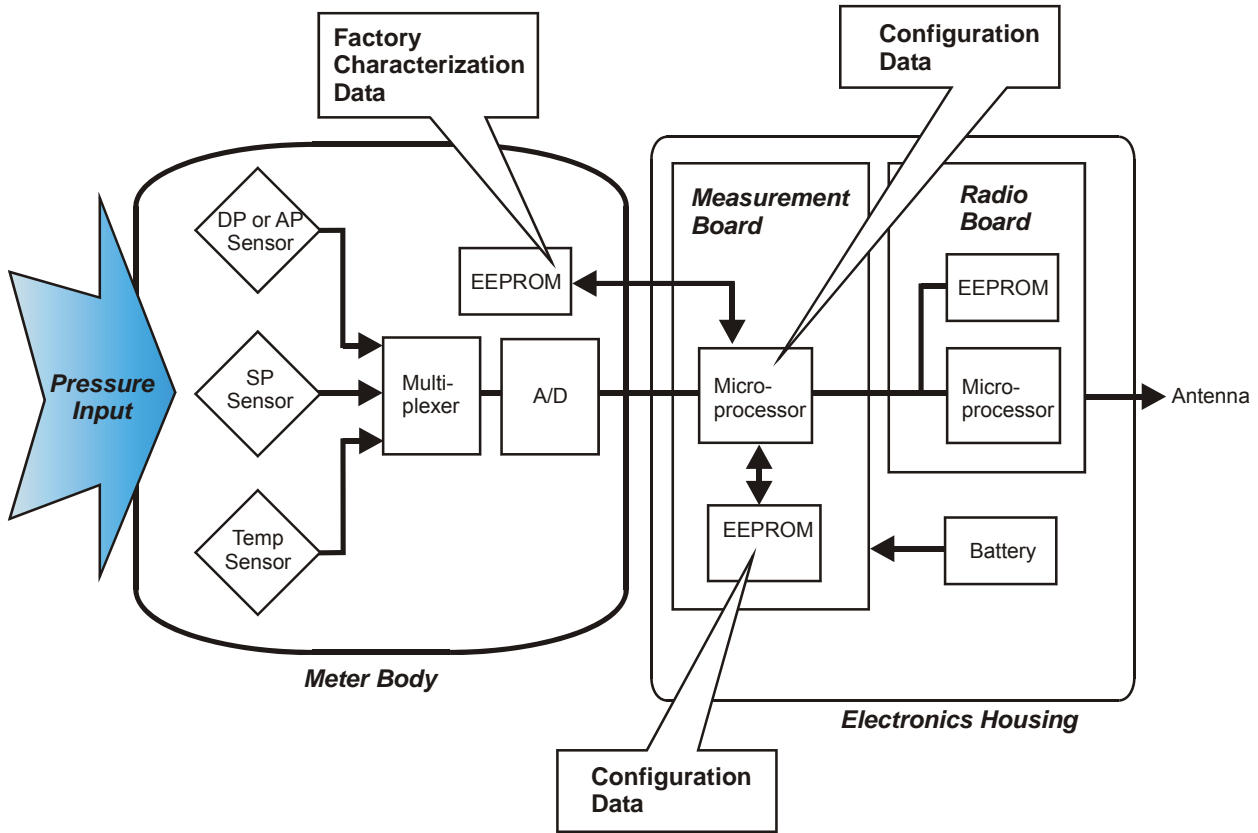 Factory
Characterization
Data
Configuration
Data
Measurement
Board
Radio
Board
DP or AP
Sensor
EEPROM
EEPROM
Pressure
Input
SP
Sensor
Multi-
plexer
A/D
Micro-
processor
Micro-
processor
Antenna
Temp
Sensor
EEPROM
Battery
Meter Body
Electronics Housing
Configuration
Data